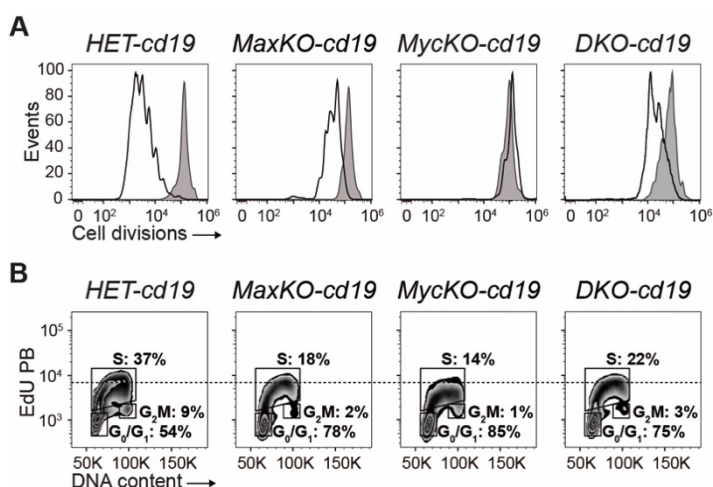 A
HET-cd19 MaxKO-cd19 MycKO-cd19 DKO-cd19
Events
100
80
60
40
20
0
0 10² 10⁴ 10⁶ 0 10² 10⁴ 10⁶ 0 10² 10⁴ 10⁶ 0 10² 10⁴ 10⁶
Cell divisions →
B
HET-cd19 MaxKO-cd19 MycKO-cd19 DKO-cd19
EdU PB
10⁵
10⁴
10³
S: 37% S: 18% S: 14% S: 22%
G₂M: 9% G₂M: 2% G₂M: 1% G₂M: 3%
G₀/G₁: 54% G₀/G₁: 78% G₀/G₁: 85% G₀/G₁: 75%
50K 100K 150K 50K 100K 150K 50K 100K 150K 50K 100K 150K
DNA content →